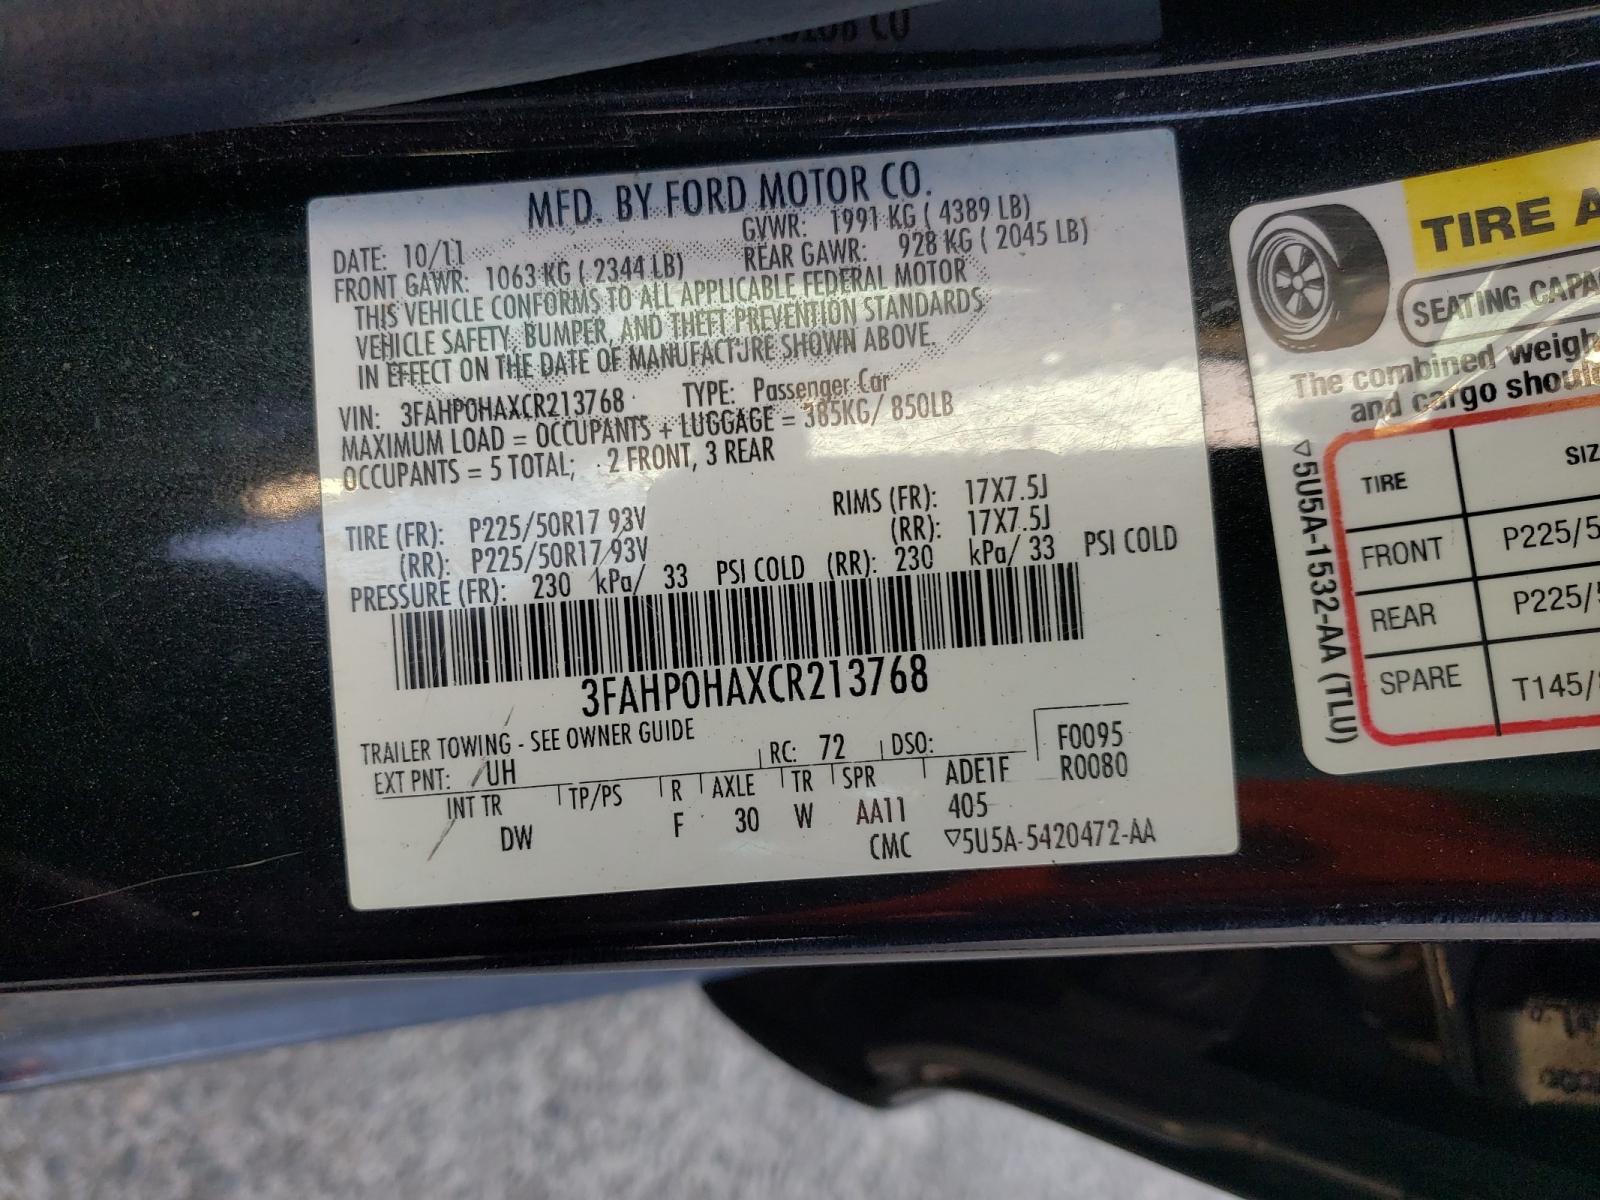 MFD. BY FORD MOTOR CO.
DATE: 10/11 GVWR: 1991 KG ( 4389 LB)
FRONT GAWR: 1063 KG ( 2344 LB) REAR GAWR: 928 KG ( 2045 LB)
THIS VEHICLE CONFORMS TO ALL APPLICABLE FEDERAL MOTOR
VEHICLE SAFETY, BUMPER, AND THEFT PREVENTION STANDARDS
IN EFFECT ON THE DATE OF MANUFACTURE SHOWN ABOVE.
VIN: 3FAHP0HAXCR213768 TYPE: Passenger Car
MAXIMUM LOAD = OCCUPANTS + LUGGAGE = 385KG/ 850LB
OCCUPANTS = 5 TOTAL; 2 FRONT, 3 REAR
TIRE (FR): P225/50R17 93V RIMS (FR): 17X7.5J
(RR): P225/50R17 93V (RR): 17X7.5J
PRESSURE (FR): 230 kPa/ 33 PSI COLD (RR): 230 kPa/ 33 PSI COLD
3FAHP0HAXCR213768
TRAILER TOWING - SEE OWNER GUIDE
EXT PNT: UH RC: 72 DSO: F0095
INT TR TP/PS R AXLE TR SPR ADE1F R0080
DW F 30 W AA11 405
CMC ▽5U5A-5420472-AA
TIRE A
SEATING CAPA
The combined weigh
and cargo shoul
TIRE SIZ
FRONT P225/5
REAR P225/5
SPARE T145/
▽5U5A-1532-AA (TLU)